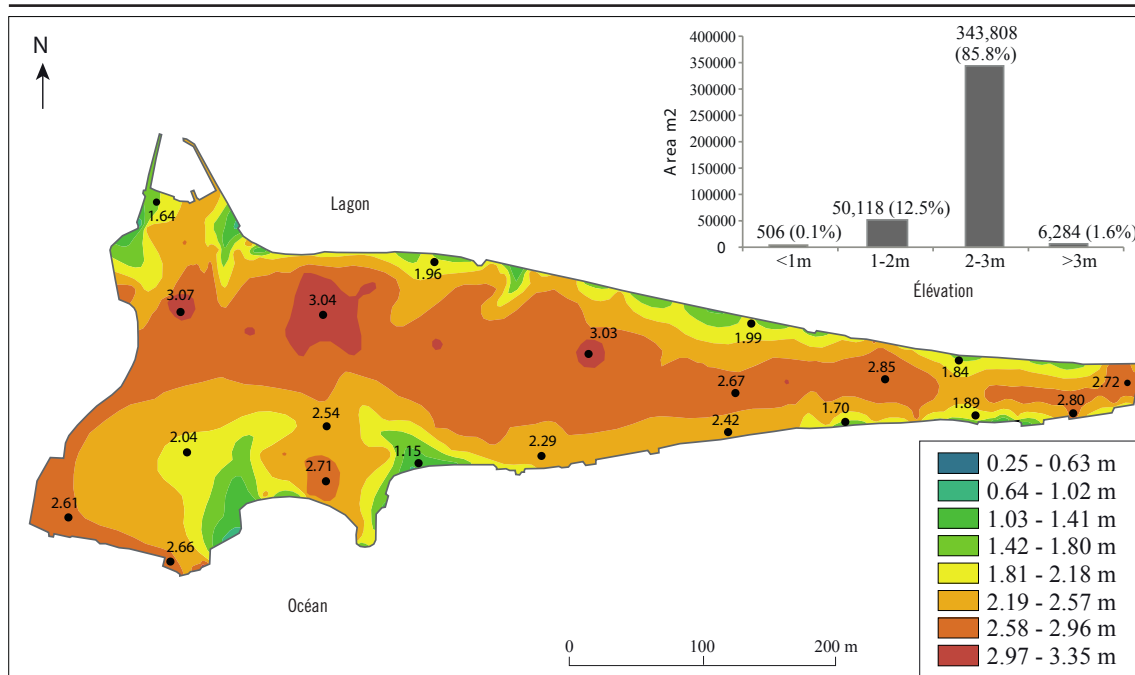 N
Lagon
Océan
1.64
1.96
3.07
3.04
3.03
1.99
1.84
2.85
2.72
2.67
2.80
1.89
1.70
2.42
2.54
2.29
2.04
1.15
2.71
2.61
2.66
0 100 200 m
Area m2
400000
350000
300000
250000
200000
150000
100000
50000
0
506 (0.1%)
50,118 (12.5%)
343,808
(85.8%)
6,284 (1.6%)
<1m 1-2m 2-3m >3m
Élévation
0.25 - 0.63 m
0.64 - 1.02 m
1.03 - 1.41 m
1.42 - 1.80 m
1.81 - 2.18 m
2.19 - 2.57 m
2.58 - 2.96 m
2.97 - 3.35 m